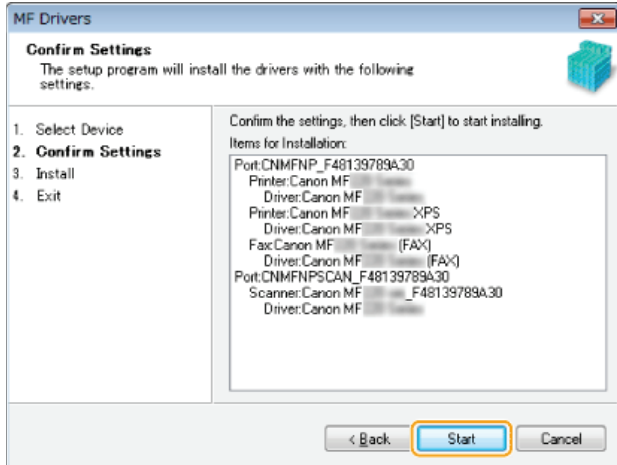 MF Drivers
Confirm Settings
The setup program will install the drivers with the following
settings.
1. Select Device
2. Confirm Settings
3. Install
4. Exit
Confirm the settings, then click [Start] to start installing.
Items for Installation:
Port:CNMFNP_F48139789A30
Printer:Canon MF
Driver:Canon MF
Printer:Canon MF XPS
Driver:Canon MF XPS
Fax:Canon MF (FAX)
Driver:Canon MF (FAX)
Port:CNMFNPSCAN_F48139789A30
Scanner:Canon MF _F48139789A30
Driver:Canon MF
< Back
Start
Cancel